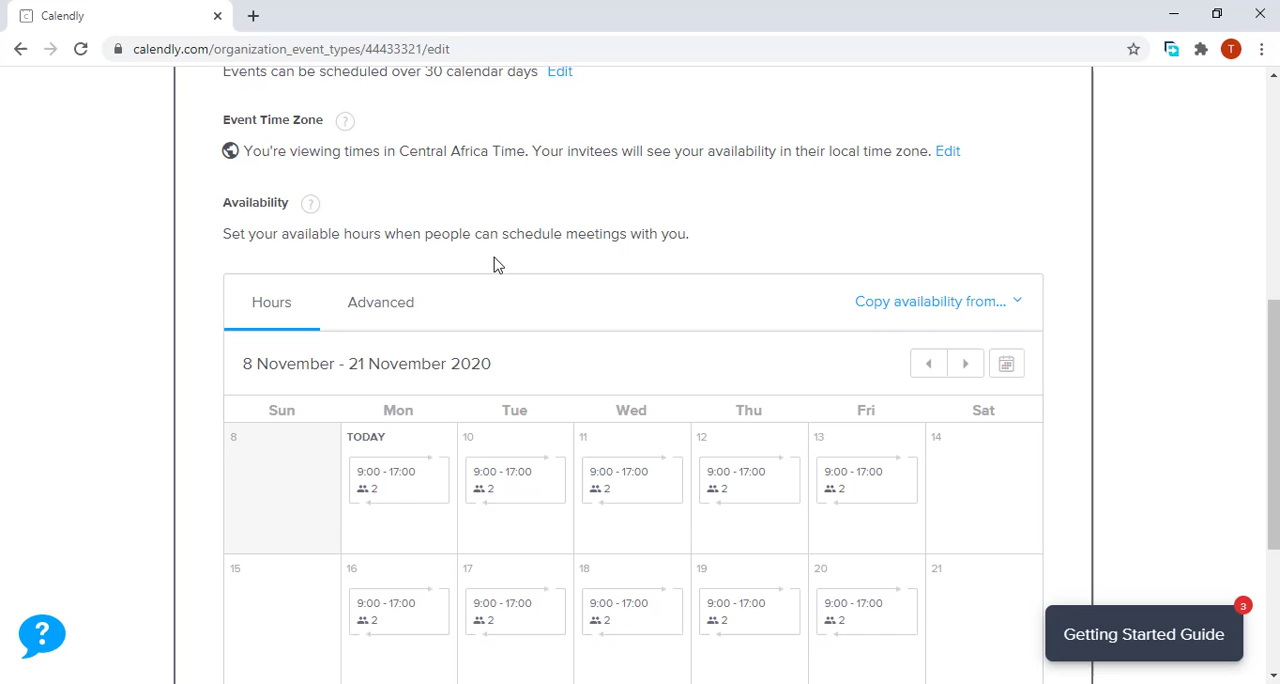 Calendly
calendly.com/organization_event_types/44433321/edit
T
Events can be scheduled over 30 calendar days Edit
Event Time Zone ?
You're viewing times in Central Africa Time. Your invitees will see your availability in their local time zone. Edit
Availability ?
Set your available hours when people can schedule meetings with you.
Hours Advanced Copy availability from...
8 November - 21 November 2020
Sun Mon Tue Wed Thu Fri Sat
8 TODAY 10 11 12 13 14
9:00 - 17:00 9:00 - 17:00 9:00 - 17:00 9:00 - 17:00 9:00 - 17:00
2 2 2 2 2
15 16 17 18 19 20 21
9:00 - 17:00 9:00 - 17:00 9:00 - 17:00 9:00 - 17:00 9:00 - 17:00
2 2 2 2 2
3
Getting Started Guide
?